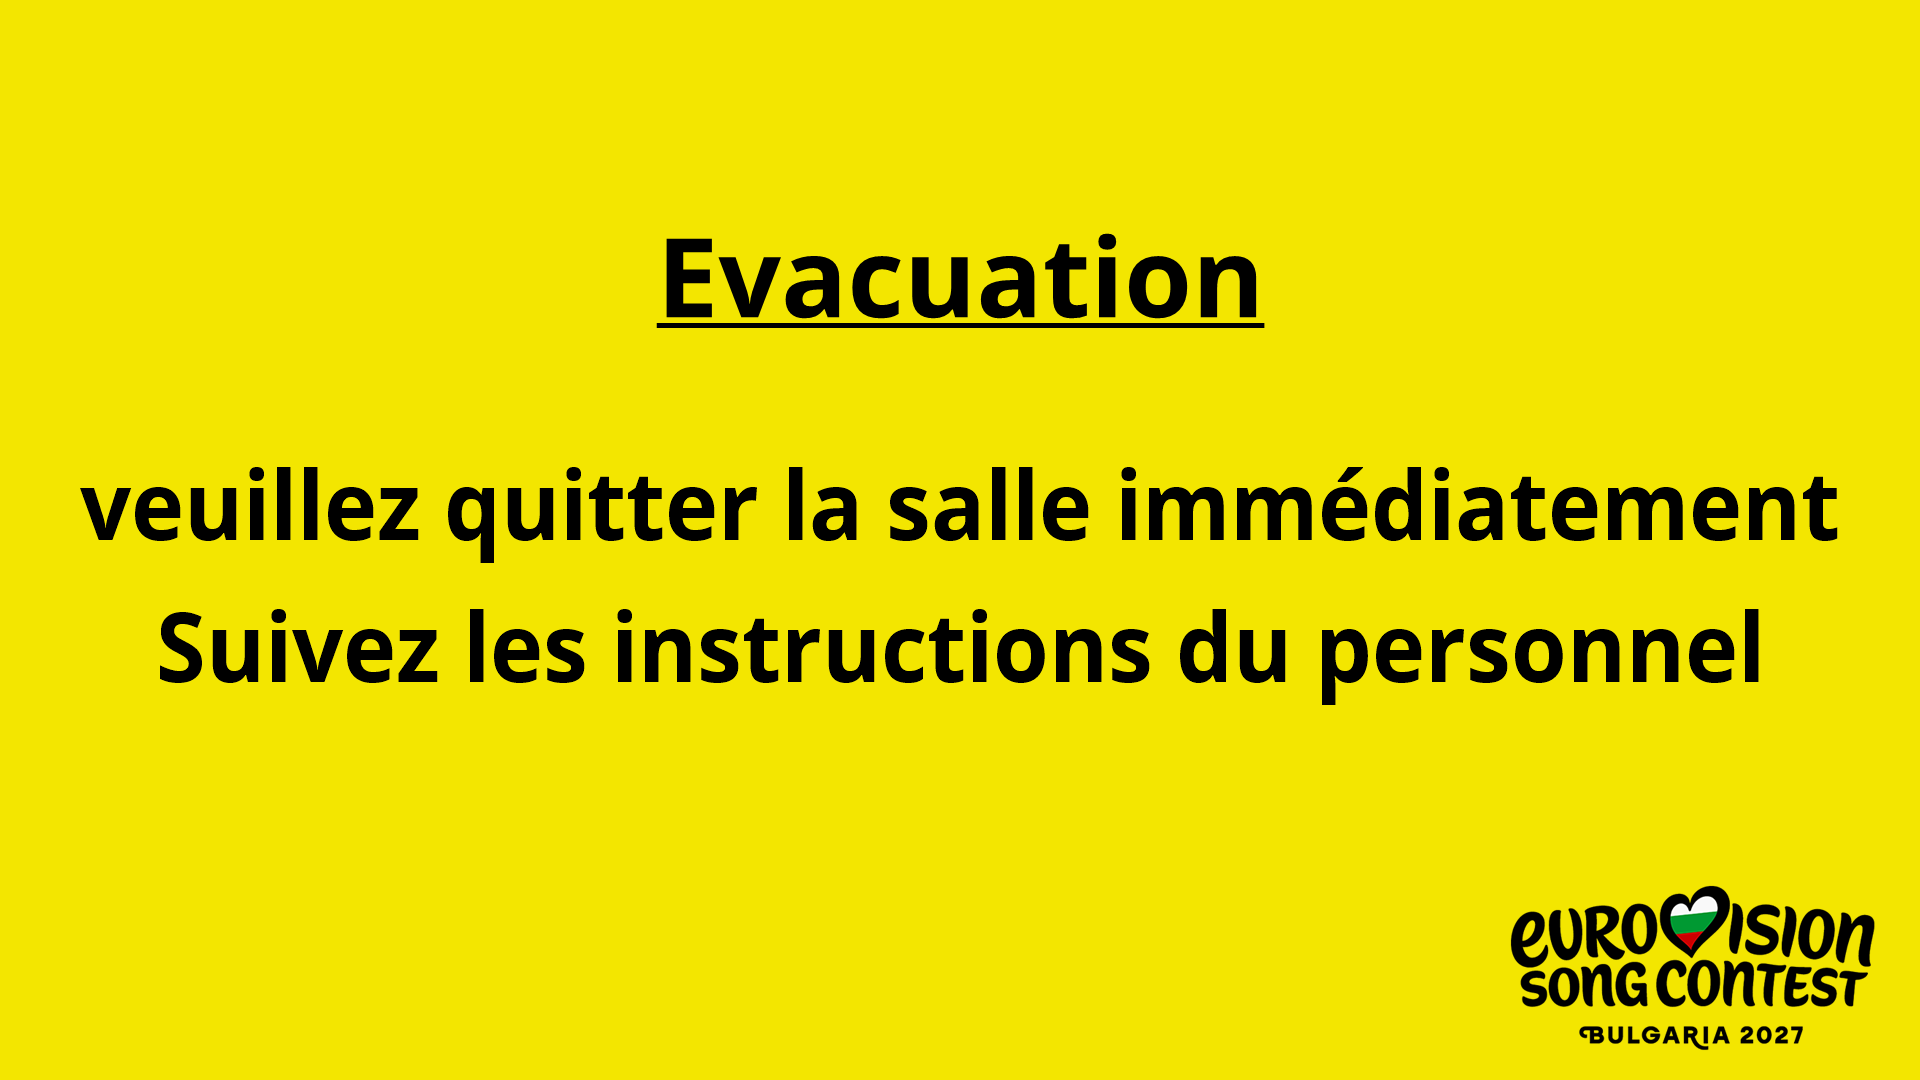 Evacuation
veuillez quitter la salle immédiatement
Suivez les instructions du personnel
EUROVISION
SONG CONTEST
BULGARIA 2027